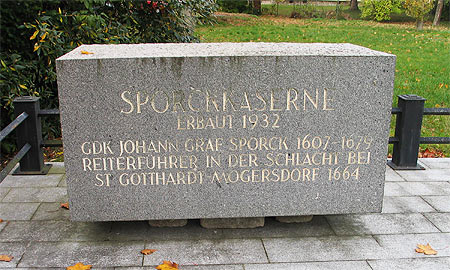 SPORCKKASERNE
ERBAUT 1932
GDK JOHANN GRAF SPORCK 1607-1679
REITERFÜHRER IN DER SCHLACHT BEI
ST GOTTHARDT-MOGERSDORF 1664